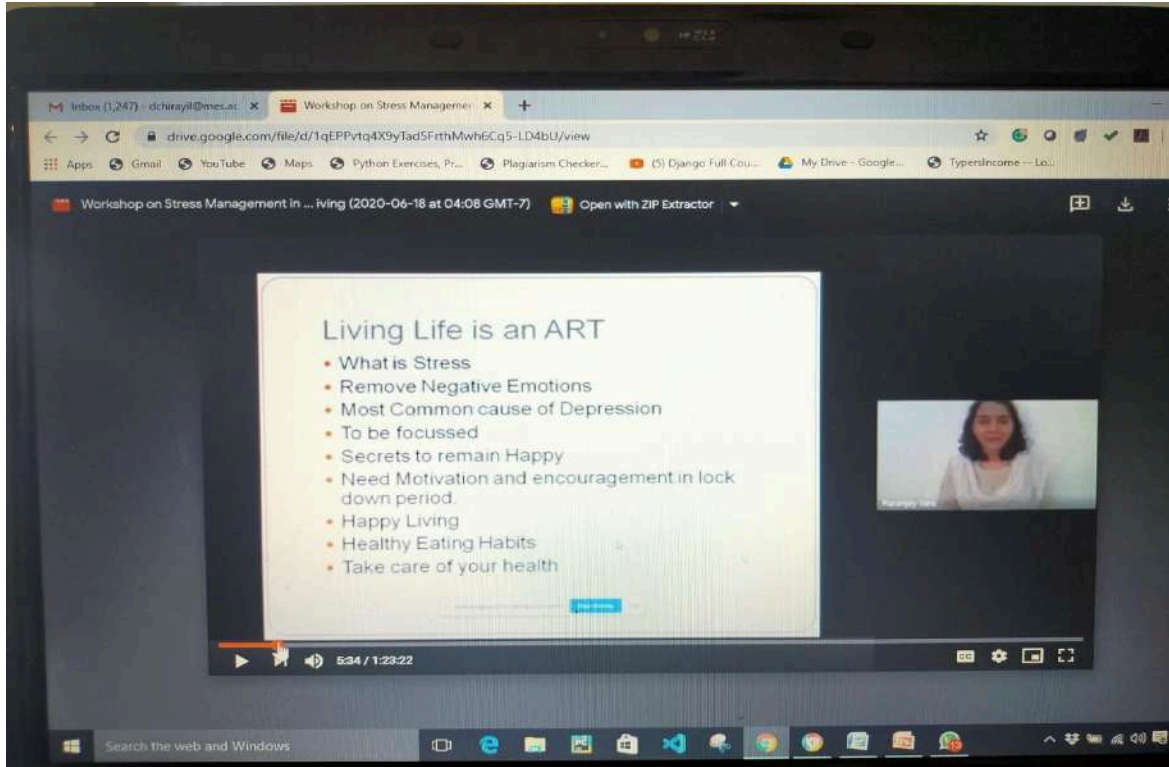 Inbox (1,247) - dchirayil@mes.ac
Workshop on Stress Managemen
drive.google.com/file/d/1qEPPvtq4X9yTad5FrthMwh6Cq5-LD4bU/view
Apps Gmail YouTube Maps Python Exercises, Pr... Plagiarism Checker... (5) Django Full Cou... My Drive - Google... TypersIncome -- Lo...
Workshop on Stress Management in ... iving (2020-06-18 at 04:08 GMT-7) Open with ZIP Extractor
Living Life is an ART
• What is Stress
• Remove Negative Emotions
• Most Common cause of Depression
• To be focussed
• Secrets to remain Happy
• Need Motivation and encouragement in lock
down period.
• Happy Living
• Healthy Eating Habits
• Take care of your health
5:34 / 1:23:22
CC
Search the web and Windows